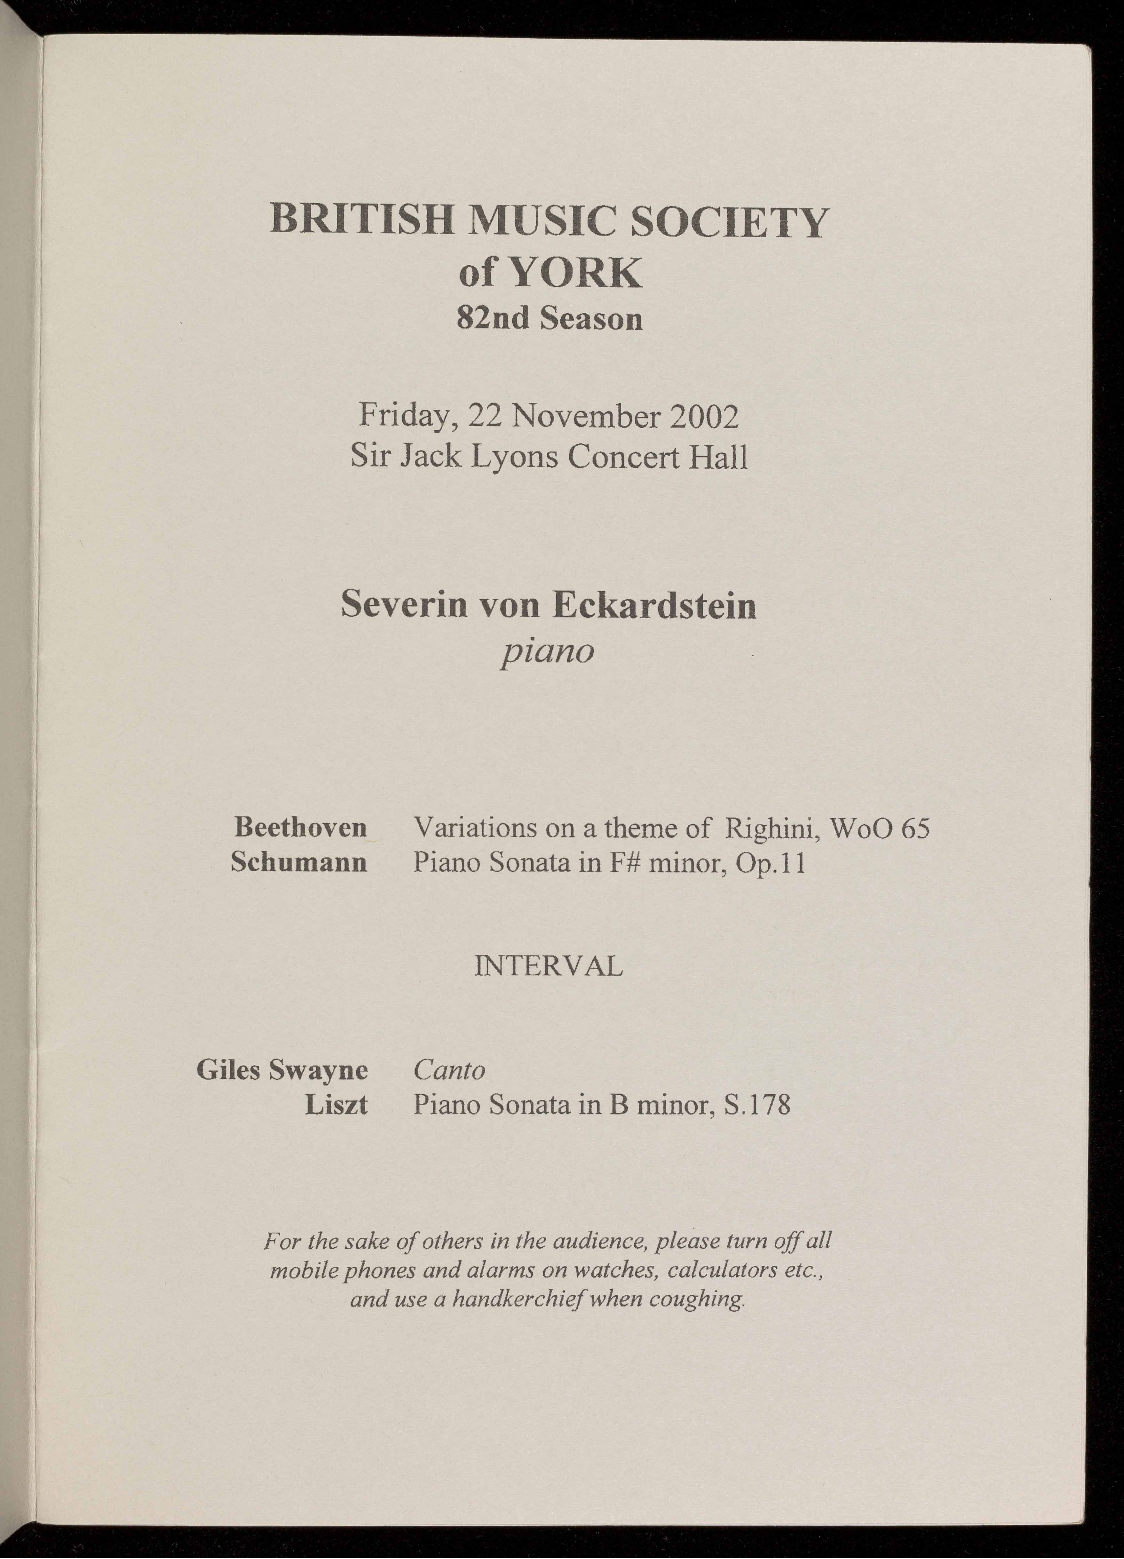 BRITISH MUSIC SOCIETY
of YORK
82nd Season
Friday, 22 November 2002
Sir Jack Lyons Concert Hall
Severin von Eckardstein
piano
Beethoven Variations on a theme of Righini, WoO 65
Schumann Piano Sonata in F# minor, Op.11
INTERVAL
Giles Swayne Canto
Liszt Piano Sonata in B minor, S.178
For the sake of others in the audience, please turn off all
mobile phones and alarms on watches, calculators etc.,
and use a handkerchief when coughing.